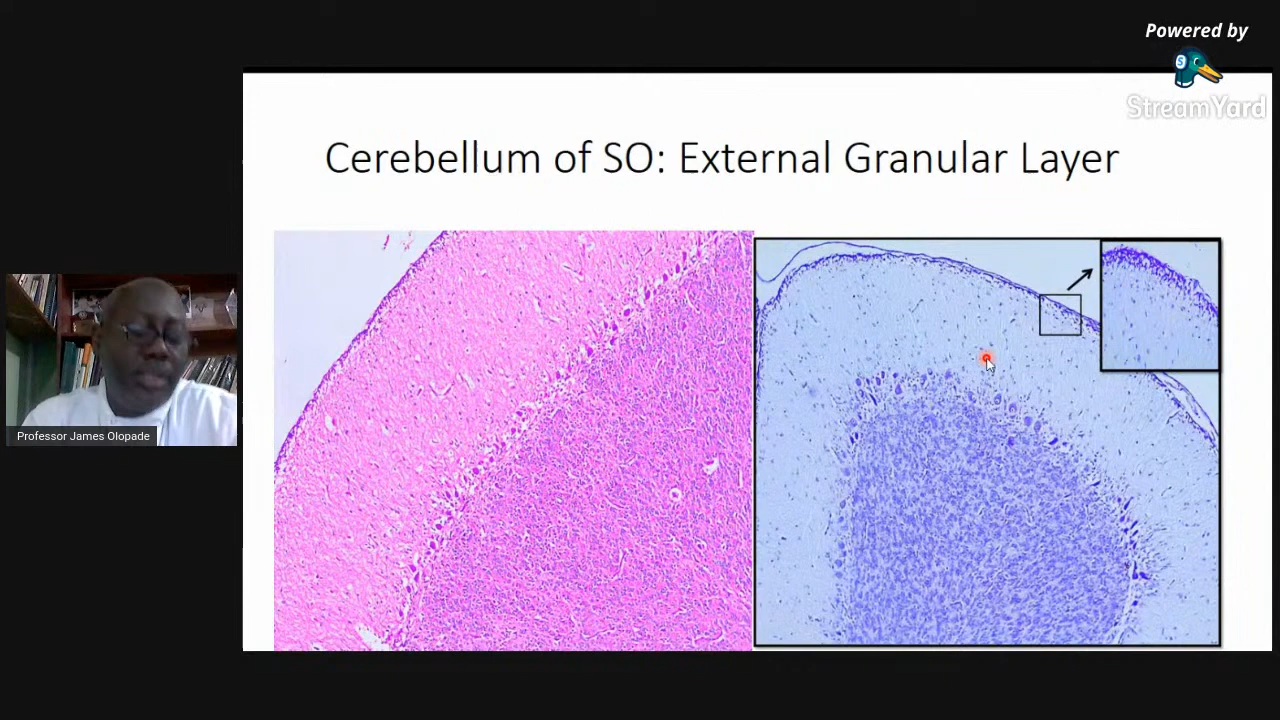 Powered by
StreamYard
Cerebellum of SO: External Granular Layer
Professor James Olopade